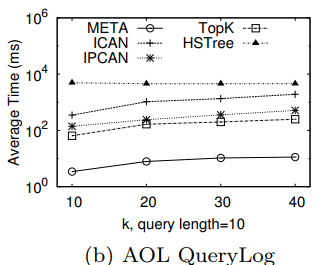 META
ICAN
IPCAN
TopK
HSTree
Average Time (ms)
10^6
10^4
10^2
10^0
10 20 30 40
k, query length=10
(b) AOL QueryLog